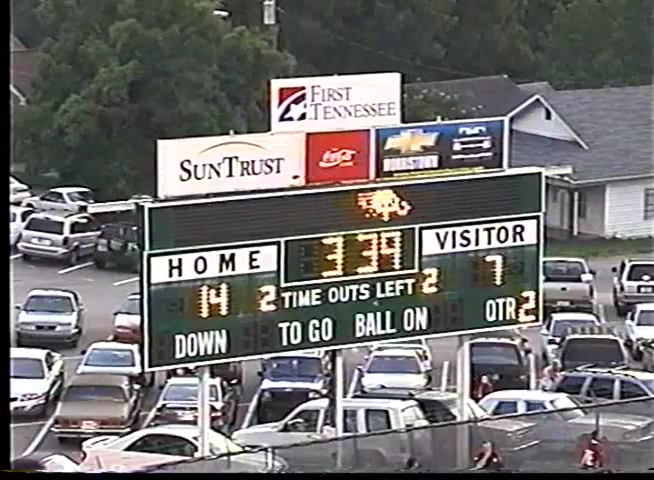 FIRST
TENNESSEE
SUNTRUST
Coca-Cola
CHEVROLET
HOME 3:39 VISITOR
14 2 TIME OUTS LEFT 2 7
DOWN TO GO BALL ON QTR 2